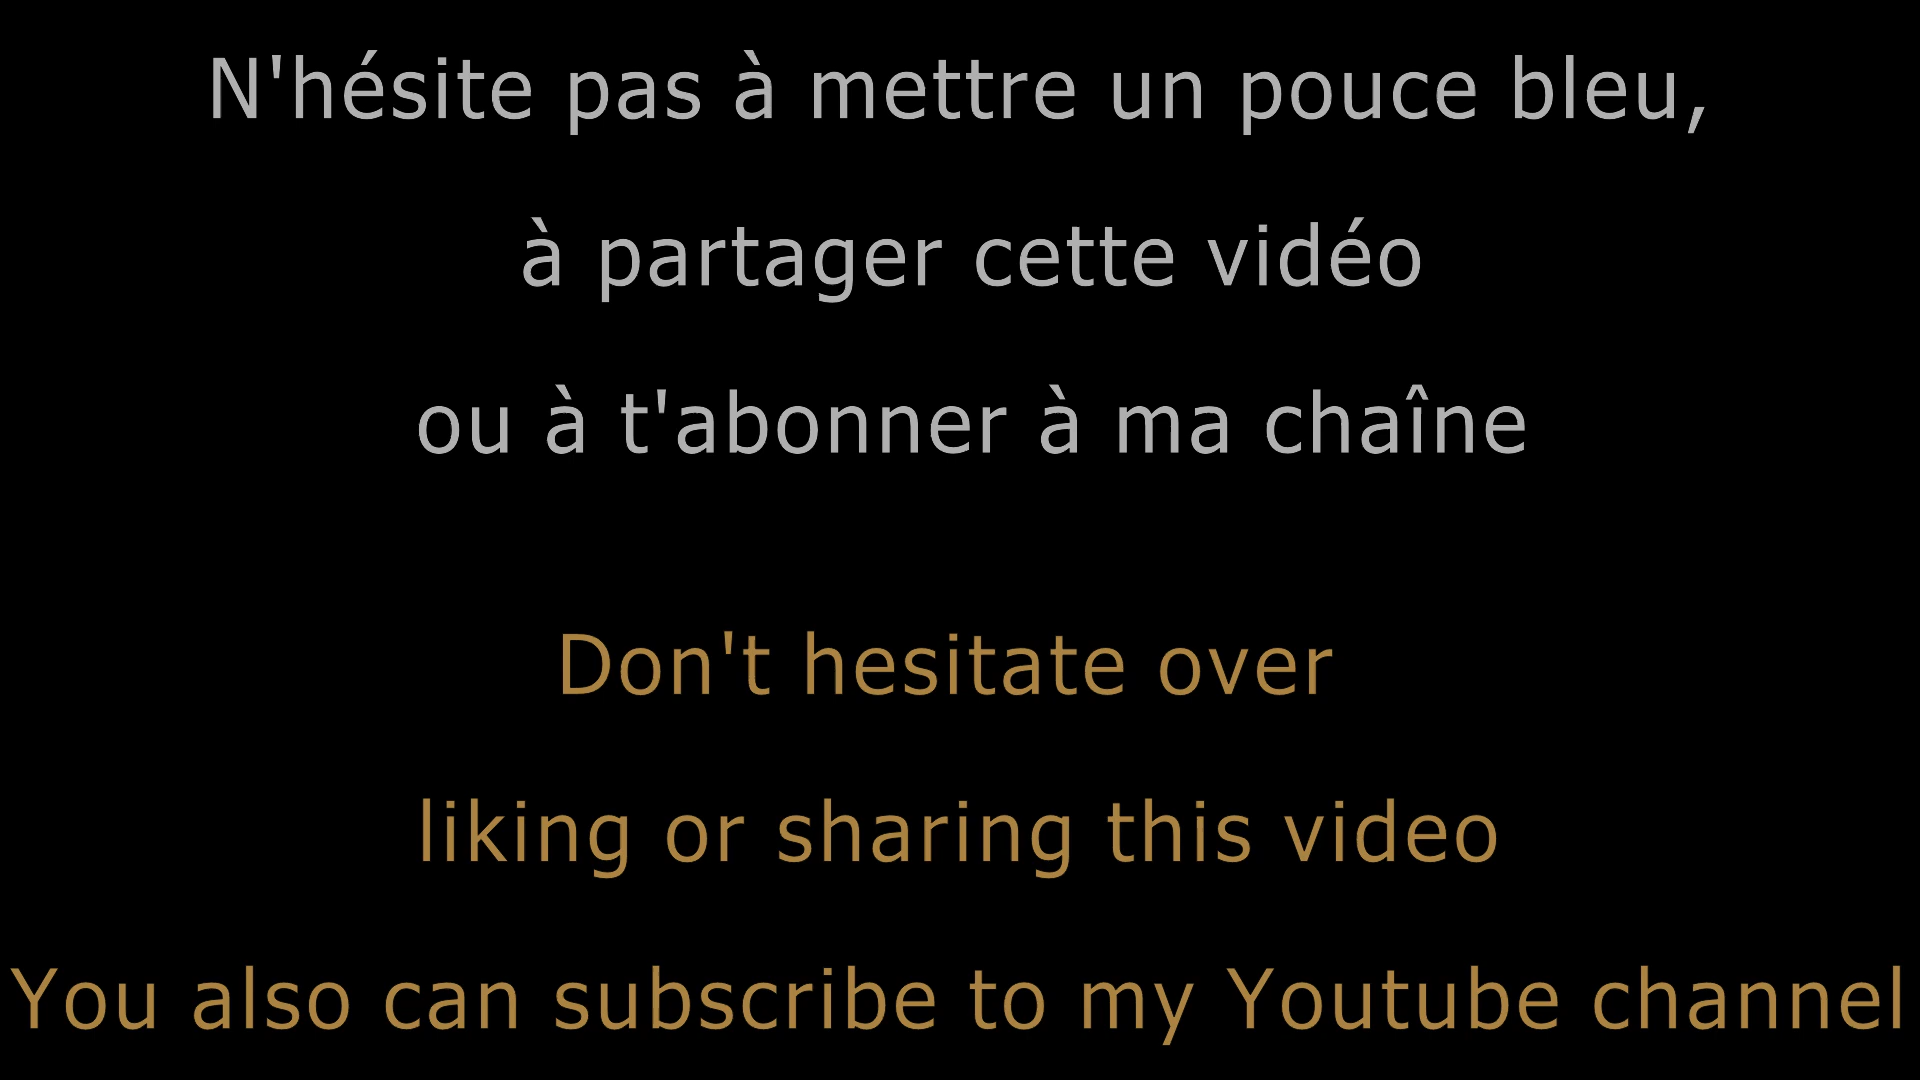 N'hésite pas à mettre un pouce bleu,
à partager cette vidéo
ou à t'abonner à ma chaîne
Don't hesitate over
liking or sharing this video
You also can subscribe to my Youtube channel